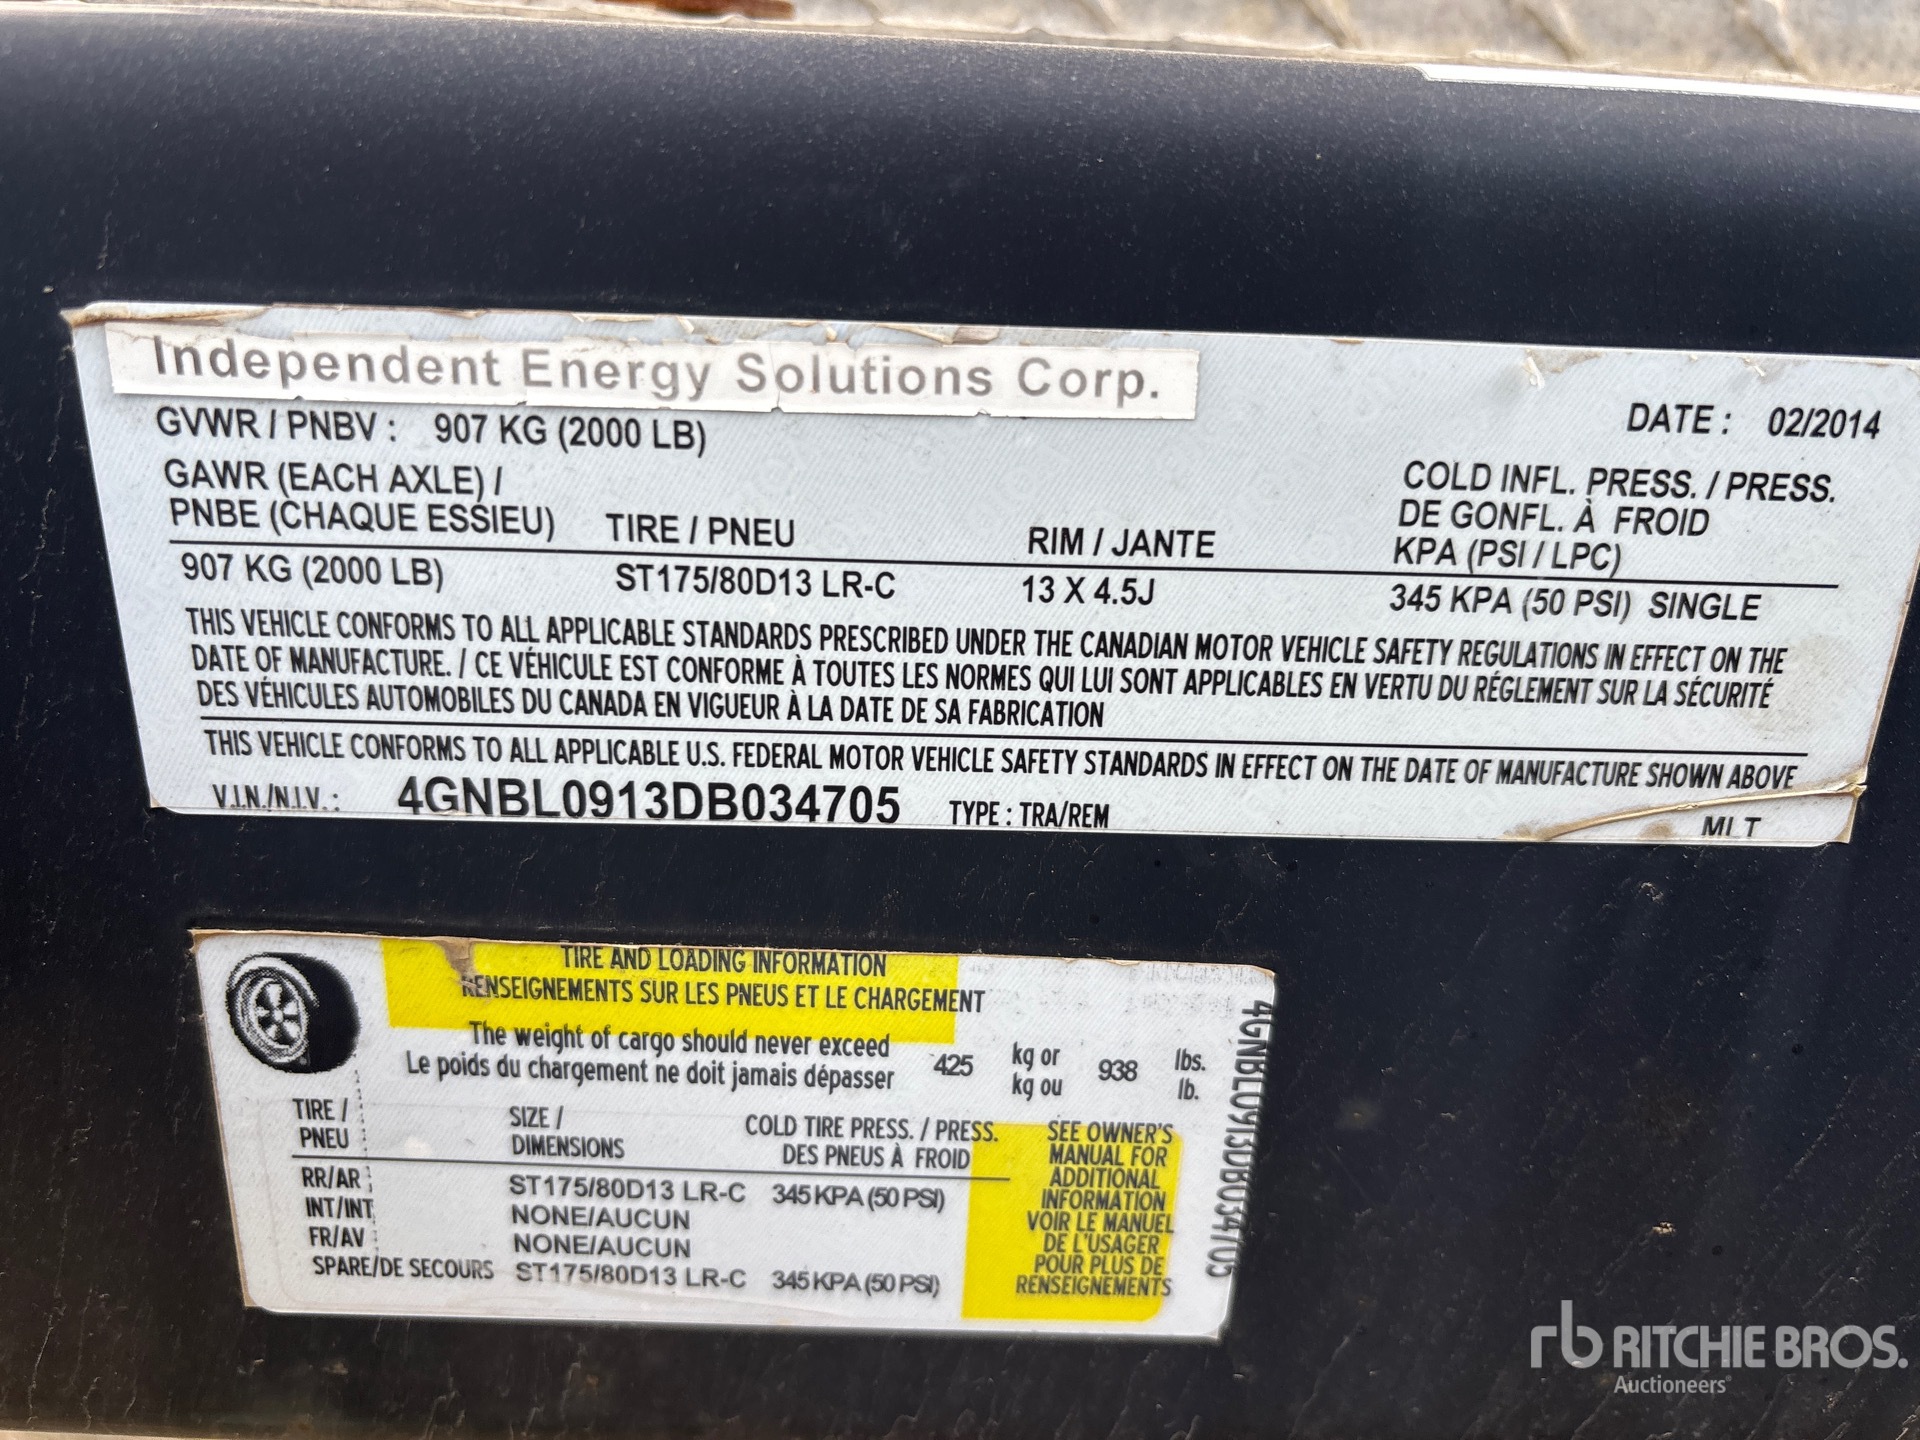 Independent Energy Solutions Corp.
GVWR / PNBV : 907 KG (2000 LB)
DATE : 02/2014
GAWR (EACH AXLE) /
PNBE (CHAQUE ESSIEU)
TIRE / PNEU
RIM / JANTE
COLD INFL. PRESS. / PRESS.
DE GONFL. À FROID
KPA (PSI / LPC)
907 KG (2000 LB)
ST175/80D13 LR-C
13 X 4.5J
345 KPA (50 PSI) SINGLE
THIS VEHICLE CONFORMS TO ALL APPLICABLE STANDARDS PRESCRIBED UNDER THE CANADIAN MOTOR VEHICLE SAFETY REGULATIONS IN EFFECT ON THE
DATE OF MANUFACTURE. / CE VÉHICULE EST CONFORME À TOUTES LES NORMES QUI LUI SONT APPLICABLES EN VERTU DU RÉGLEMENT SUR LA SÉCURITÉ
DES VÉHICULES AUTOMOBILES DU CANADA EN VIGUEUR À LA DATE DE SA FABRICATION
THIS VEHICLE CONFORMS TO ALL APPLICABLE U.S. FEDERAL MOTOR VEHICLE SAFETY STANDARDS IN EFFECT ON THE DATE OF MANUFACTURE SHOWN ABOVE
V.I.N./N.I.V. : 4GNBL0913DB034705 TYPE : TRA/REM
MLT
TIRE AND LOADING INFORMATION
RENSEIGNEMENTS SUR LES PNEUS ET LE CHARGEMENT
The weight of cargo should never exceed
Le poids du chargement ne doit jamais dépasser
425
kg or
kg ou
938
lbs.
lb.
TIRE /
PNEU
SIZE /
DIMENSIONS
COLD TIRE PRESS. / PRESS.
DES PNEUS À FROID
RR/AR : ST175/80D13 LR-C 345 KPA (50 PSI)
INT/INT : NONE/AUCUN
FR/AV : NONE/AUCUN
SPARE/DE SECOURS ST175/80D13 LR-C 345 KPA (50 PSI)
SEE OWNER'S
MANUAL FOR
ADDITIONAL
INFORMATION
VOIR LE MANUEL
DE L'USAGER
POUR PLUS DE
RENSEIGNEMENTS
4GNBL0913DB034705
rb RITCHIE BROS.
Auctioneers